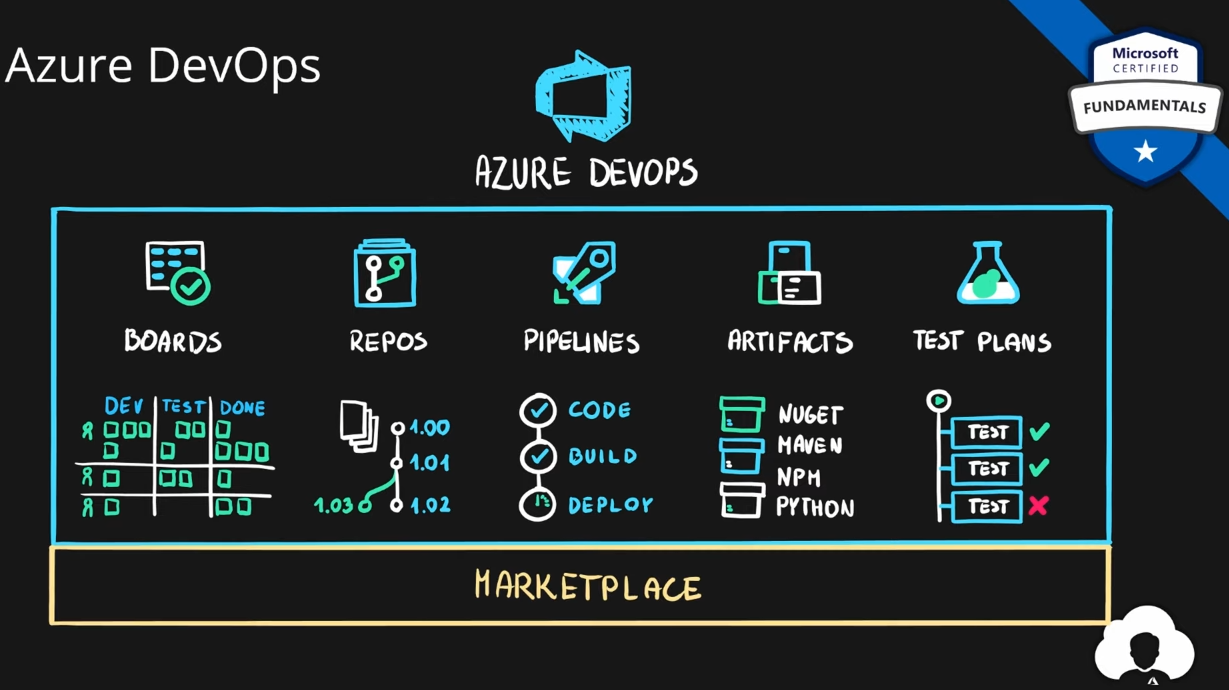 Azure DevOps
Microsoft
CERTIFIED
FUNDAMENTALS
AZURE DEVOPS
BOARDS
REPOS
PIPELINES
ARTIFACTS
TEST PLANS
DEV TEST DONE
1.00
1.01
1.03 1.02
CODE
BUILD
DEPLOY
NUGET
MAVEN
NPM
PYTHON
TEST
TEST
TEST
MARKETPLACE